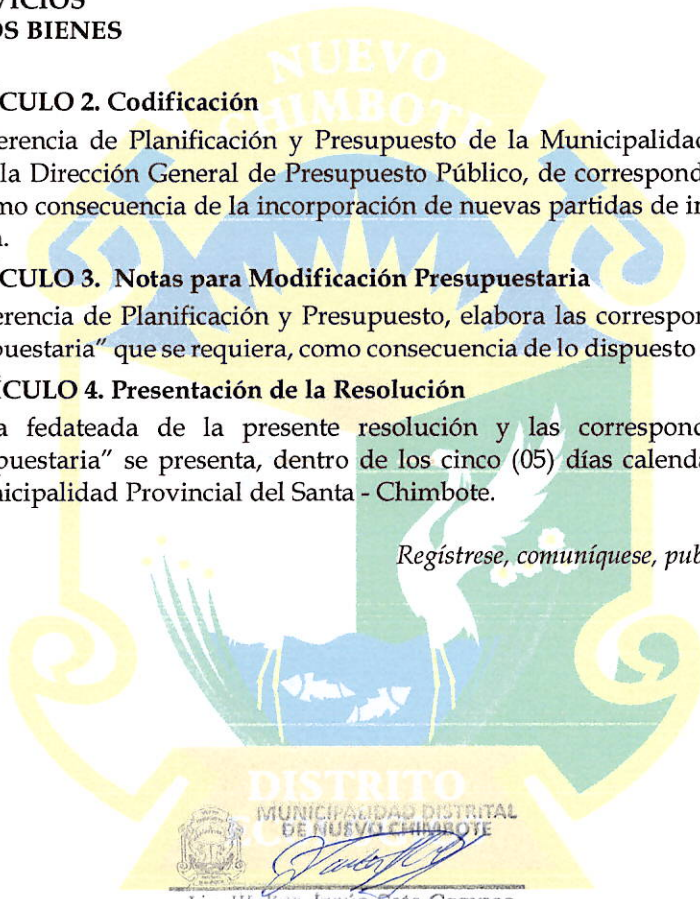 VICIOS
OS BIENES
NUEVO
CHIMBOTE
CULO 2. Codificación
erencia de Planificación y Presupuesto de la Municipalidad
la Dirección General de Presupuesto Público, de correspond
mo consecuencia de la incorporación de nuevas partidas de in
.
CULO 3. Notas para Modificación Presupuestaria
erencia de Planificación y Presupuesto, elabora las correspon
puestaria” que se requiera, como consecuencia de lo dispuesto
ÍCULO 4. Presentación de la Resolución
a fedateada de la presente resolución y las correspond
puestaria” se presenta, dentro de los cinco (05) días calenda
nicipalidad Provincial del Santa - Chimbote.
Regístrese, comuníquese, pub
DISTRITO
MUNICIPALIDAD DISTRITAL
DE NUEVO CHIMBOTE